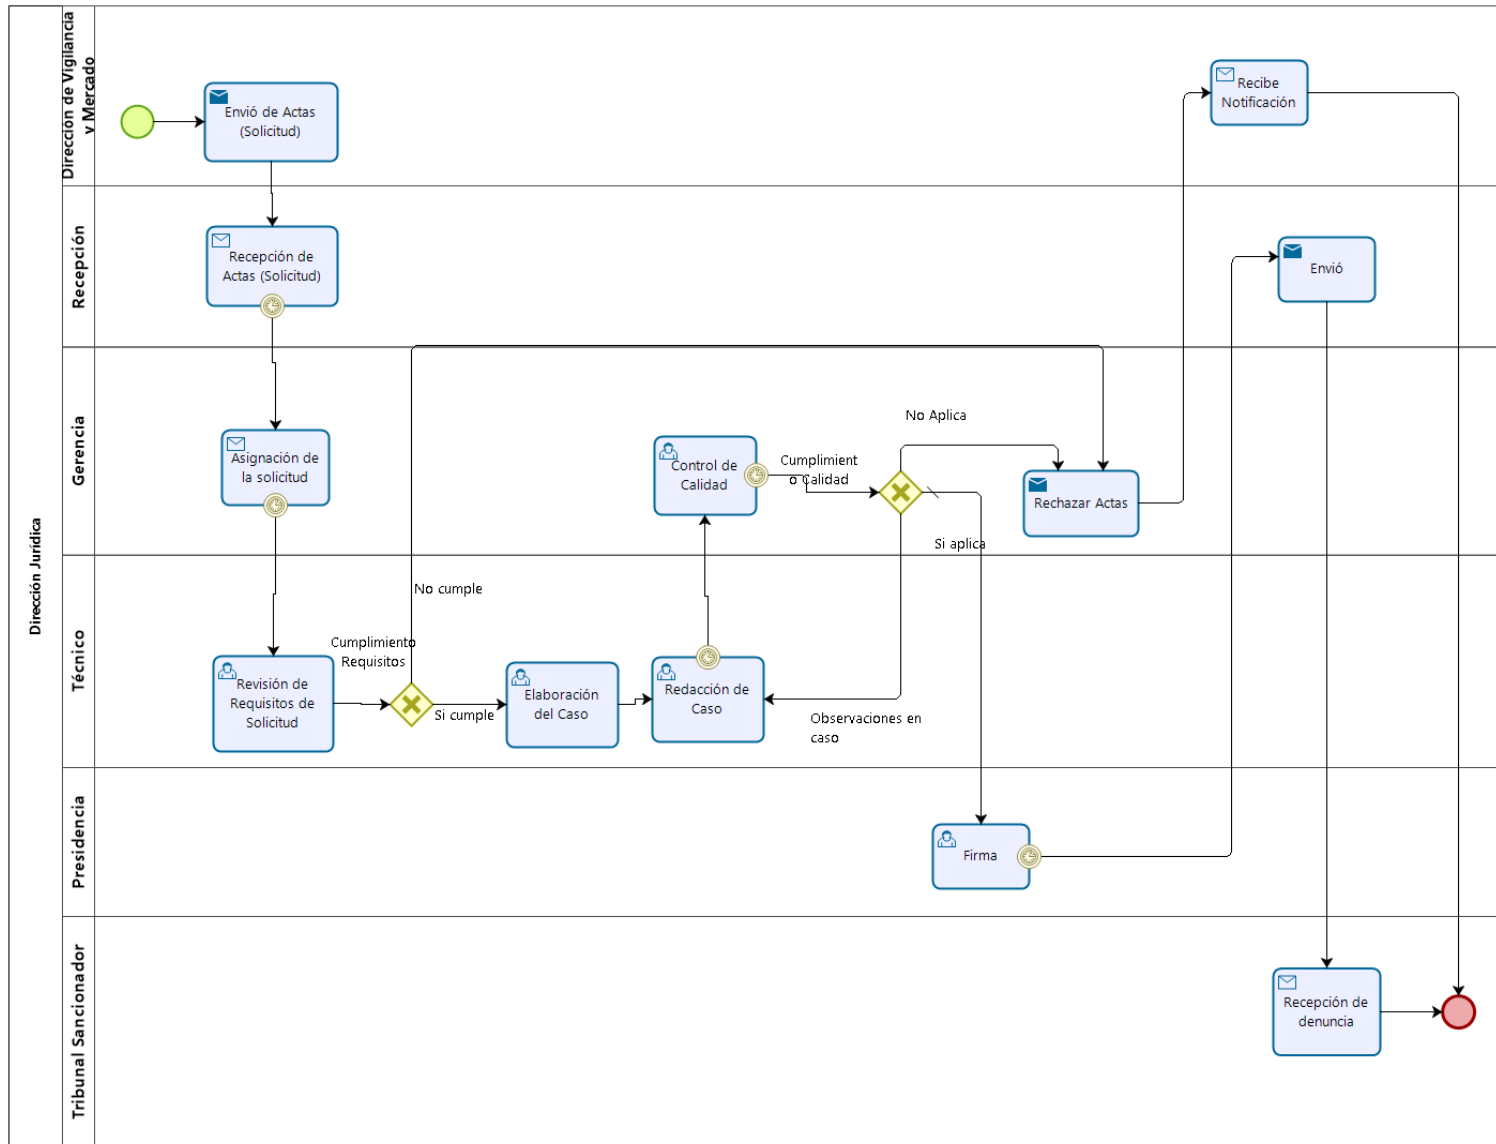 Dirección Jurídica
Dirección de Vigilancia
y Mercado
Envió de Actas
(Solicitud)
Recibe
Notificación
Recepción
Recepción de
Actas (Solicitud)
Envió
Gerencia
Asignación de
la solicitud
Control de
Calidad
Cumplimient
o Calidad
No Aplica
Si aplica
Rechazar Actas
Técnico
Revisión de
Requisitos de
Solicitud
Cumplimiento
Requisitos
No cumple
Si cumple
Elaboración
del Caso
Redacción de
Caso
Observaciones en
caso
Presidencia
Firma
Tribunal Sancionador
Recepción de
denuncia